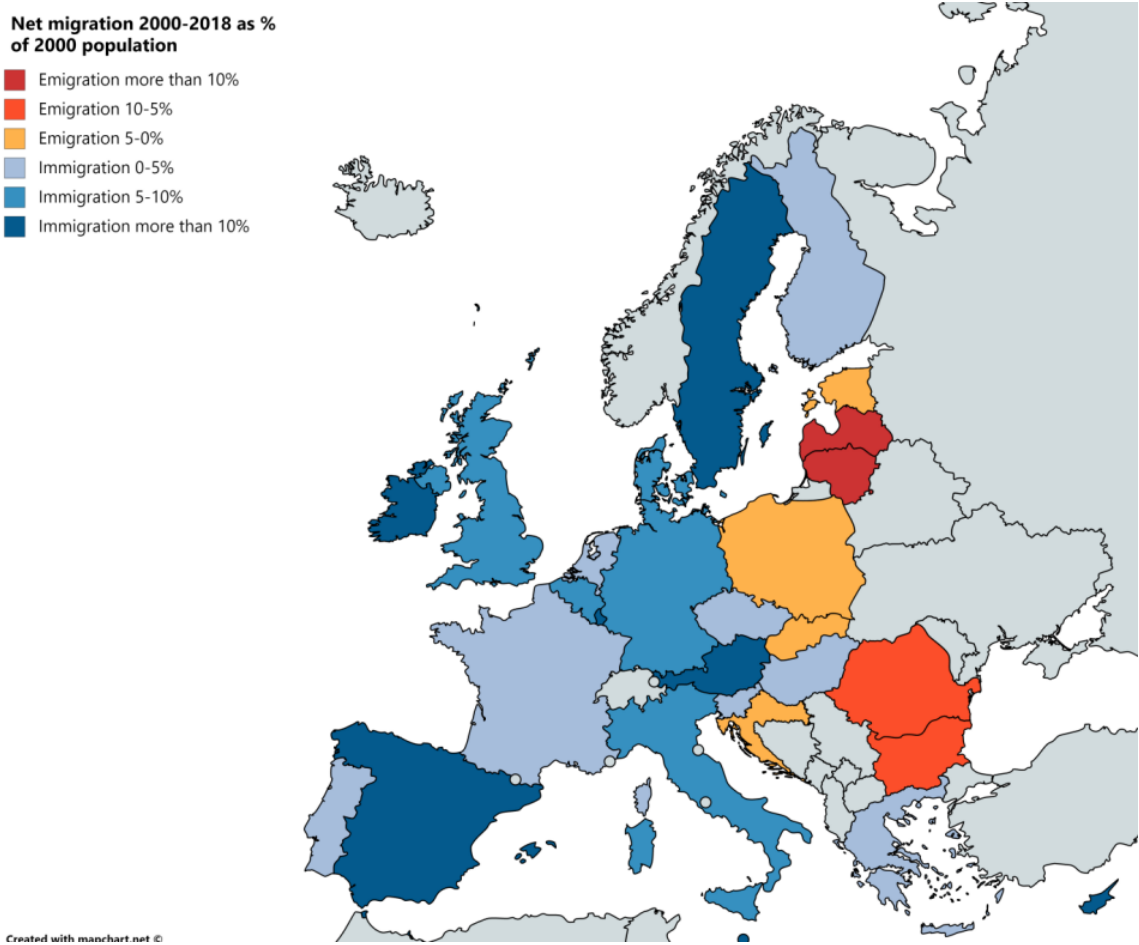 Net migration 2000-2018 as %
of 2000 population
Emigration more than 10%
Emigration 10-5%
Emigration 5-0%
Immigration 0-5%
Immigration 5-10%
Immigration more than 10%
Created with mapchart.net ©